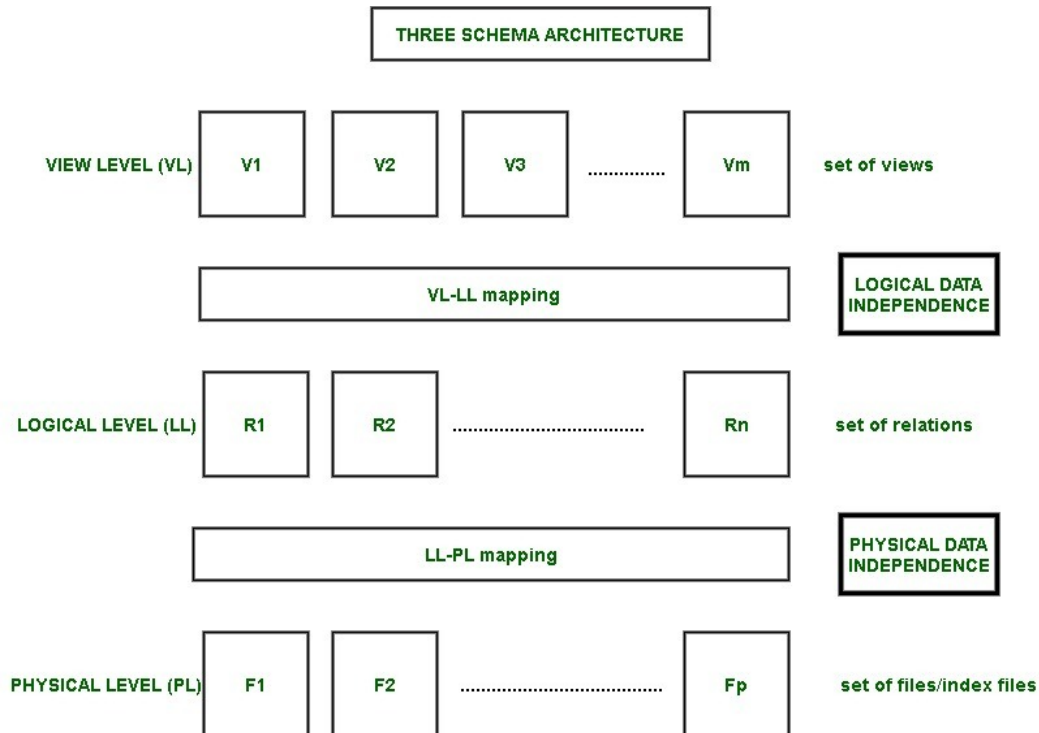 THREE SCHEMA ARCHITECTURE
VIEW LEVEL (VL) V1 V2 V3 ............... Vm set of views
VL-LL mapping
LOGICAL DATA
INDEPENDENCE
LOGICAL LEVEL (LL) R1 R2 ...................................... Rn set of relations
LL-PL mapping
PHYSICAL DATA
INDEPENDENCE
PHYSICAL LEVEL (PL) F1 F2 ........................................ Fp set of files/index files